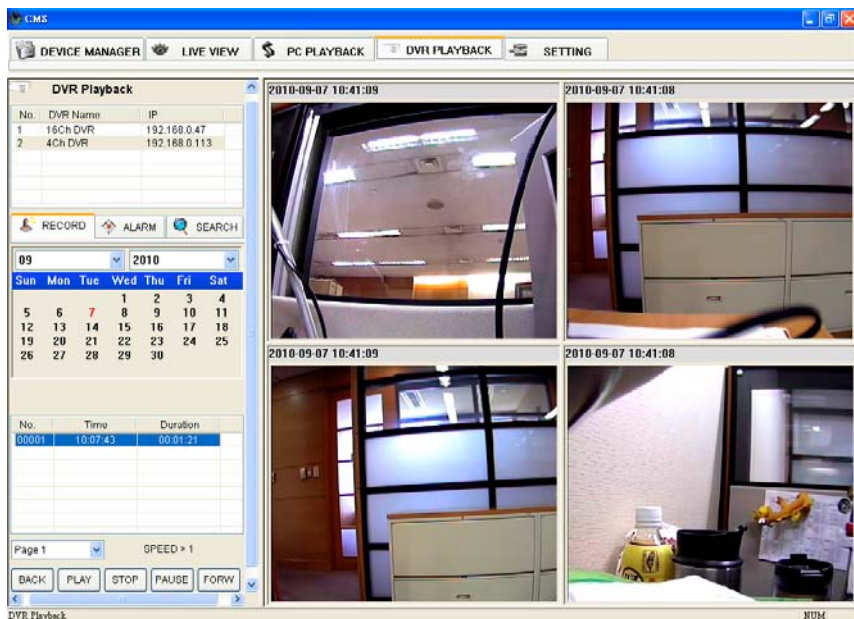 CMS
DEVICE MANAGER LIVE VIEW PC PLAYBACK DVR PLAYBACK SETTING
DVR Playback
No. DVR Name IP
1 16Ch DVR 192.168.0.47
2 4Ch DVR 192.168.0.113
RECORD ALARM SEARCH
09 2010
Sun Mon Tue Wed Thu Fri Sat
1 2 3 4
5 6 7 8 9 10 11
12 13 14 15 16 17 18
19 20 21 22 23 24 25
26 27 28 29 30
No. Time Duration
00001 10:07:43 00:01:21
Page 1 SPEED × 1
BACK PLAY STOP PAUSE FORW
2010-09-07 10:41:09
2010-09-07 10:41:08
2010-09-07 10:41:09
2010-09-07 10:41:08
DVR Playback NUM